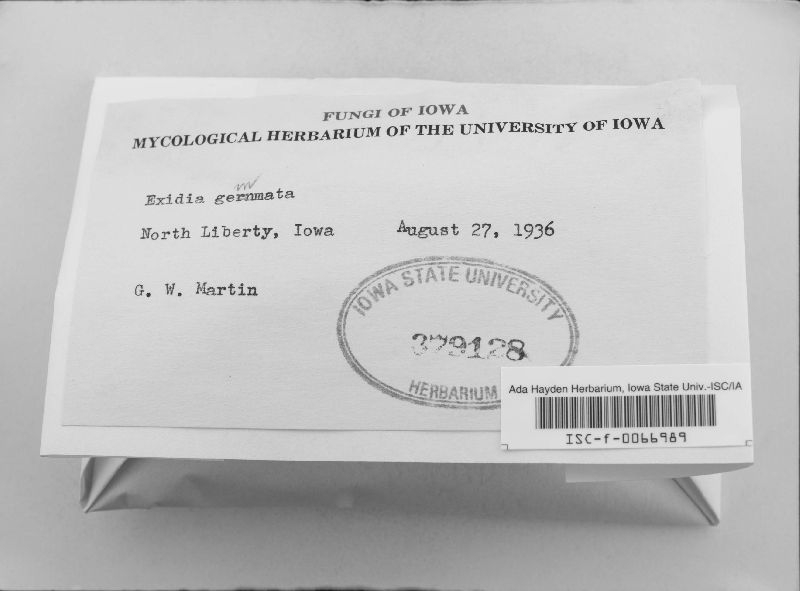 FUNGI OF IOWA
MYCOLOGICAL HERBARIUM OF THE UNIVERSITY OF IOWA
m
Exidia gernmata
North Liberty, Iowa August 27, 1936
G. W. Martin
IOWA STATE UNIVERSITY
379128
HERBARIUM
Ada Hayden Herbarium, Iowa State Univ.-ISC/IA
ISC-f-0066989